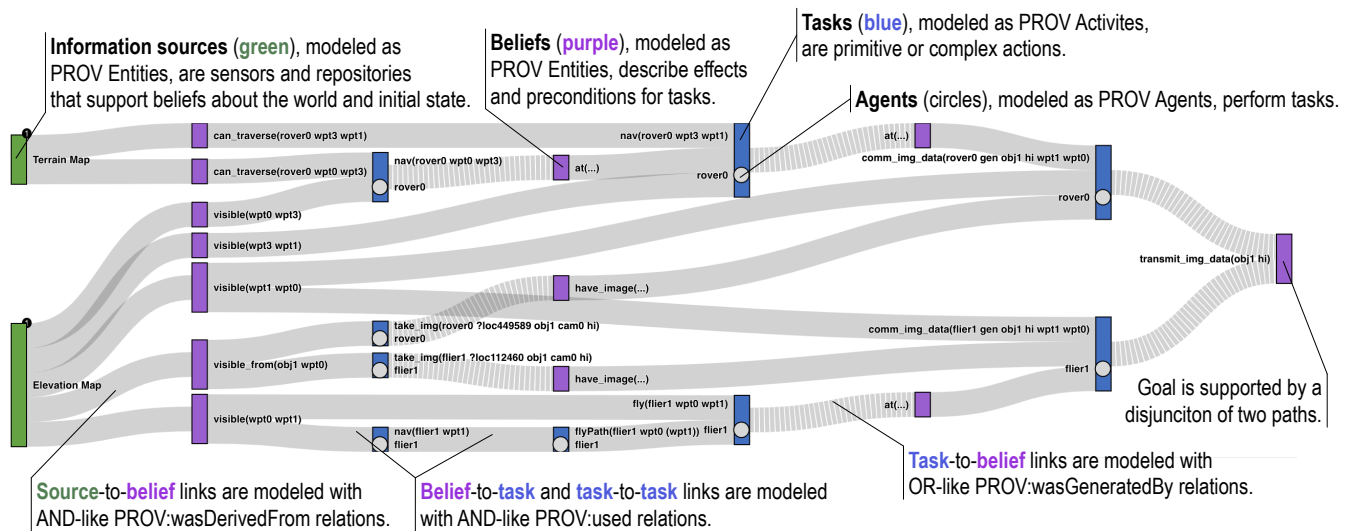 Information sources (green), modeled as
PROV Entities, are sensors and repositories
that support beliefs about the world and initial state.
Beliefs (purple), modeled as
PROV Entities, describe effects
and preconditions for tasks.
Tasks (blue), modeled as PROV Activites,
are primitive or complex actions.
Agents (circles), modeled as PROV Agents, perform tasks.
1
Terrain Map
can_traverse(rover0 wpt3 wpt1)
can_traverse(rover0 wpt0 wpt3)
nav(rover0 wpt0 wpt3)
rover0
at(...)
nav(rover0 wpt3 wpt1)
rover0
at(...)
comm_img_data(rover0 gen obj1 hi wpt1 wpt0)
rover0
visible(wpt0 wpt3)
visible(wpt3 wpt1)
visible(wpt1 wpt0)
have_image(...)
transmit_img_data(obj1 hi)
1
Elevation Map
take_img(rover0 ?loc449589 obj1 cam0 hi)
rover0
visible_from(obj1 wpt0)
take_img(flier1 ?loc112460 obj1 cam0 hi)
flier1
have_image(...)
comm_img_data(flier1 gen obj1 hi wpt1 wpt0)
flier1
visible(wpt0 wpt1)
fly(flier1 wpt0 wpt1)
nav(flier1 wpt1)
flier1
flyPath(flier1 wpt0 (wpt1))
flier1
flier1
at(...)
Goal is supported by a
disjunciton of two paths.
Source-to-belief links are modeled with
AND-like PROV:wasDerivedFrom relations.
Belief-to-task and task-to-task links are modeled
with AND-like PROV:used relations.
Task-to-belief links are modeled with
OR-like PROV:wasGeneratedBy relations.